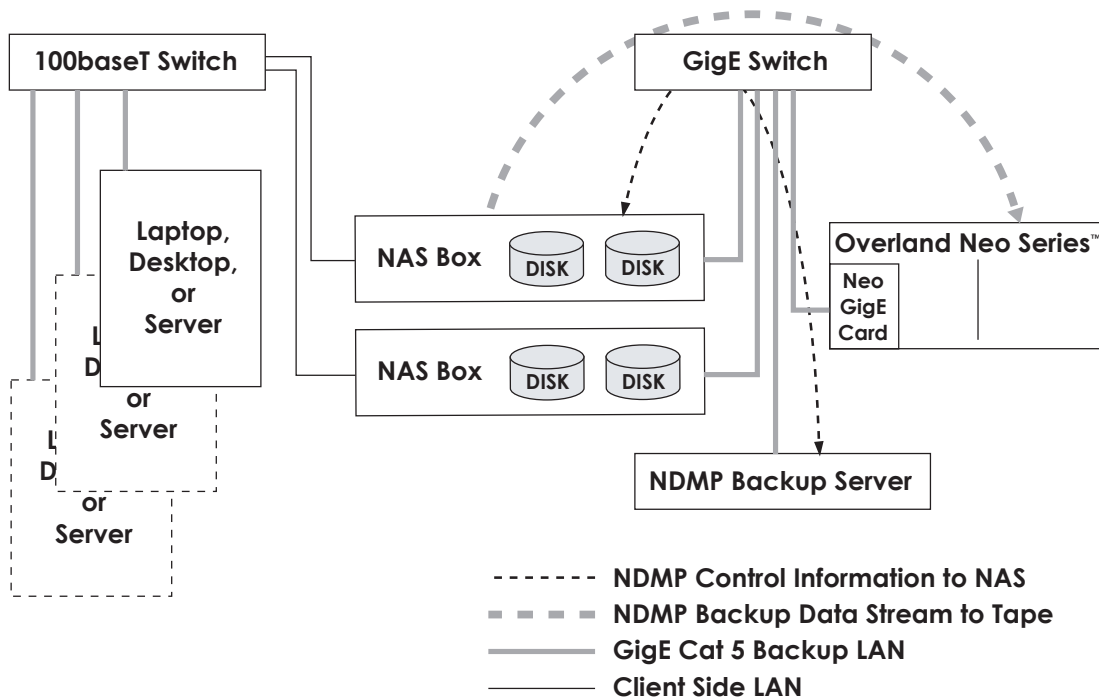 100baseT Switch
GigE Switch
Laptop,
Desktop,
or
Server
L
D
or
Server
L
D
or
Server
NAS Box
DISK
DISK
NAS Box
DISK
DISK
Overland Neo Series™
Neo
GigE
Card
NDMP Backup Server
NDMP Control Information to NAS
NDMP Backup Data Stream to Tape
GigE Cat 5 Backup LAN
Client Side LAN